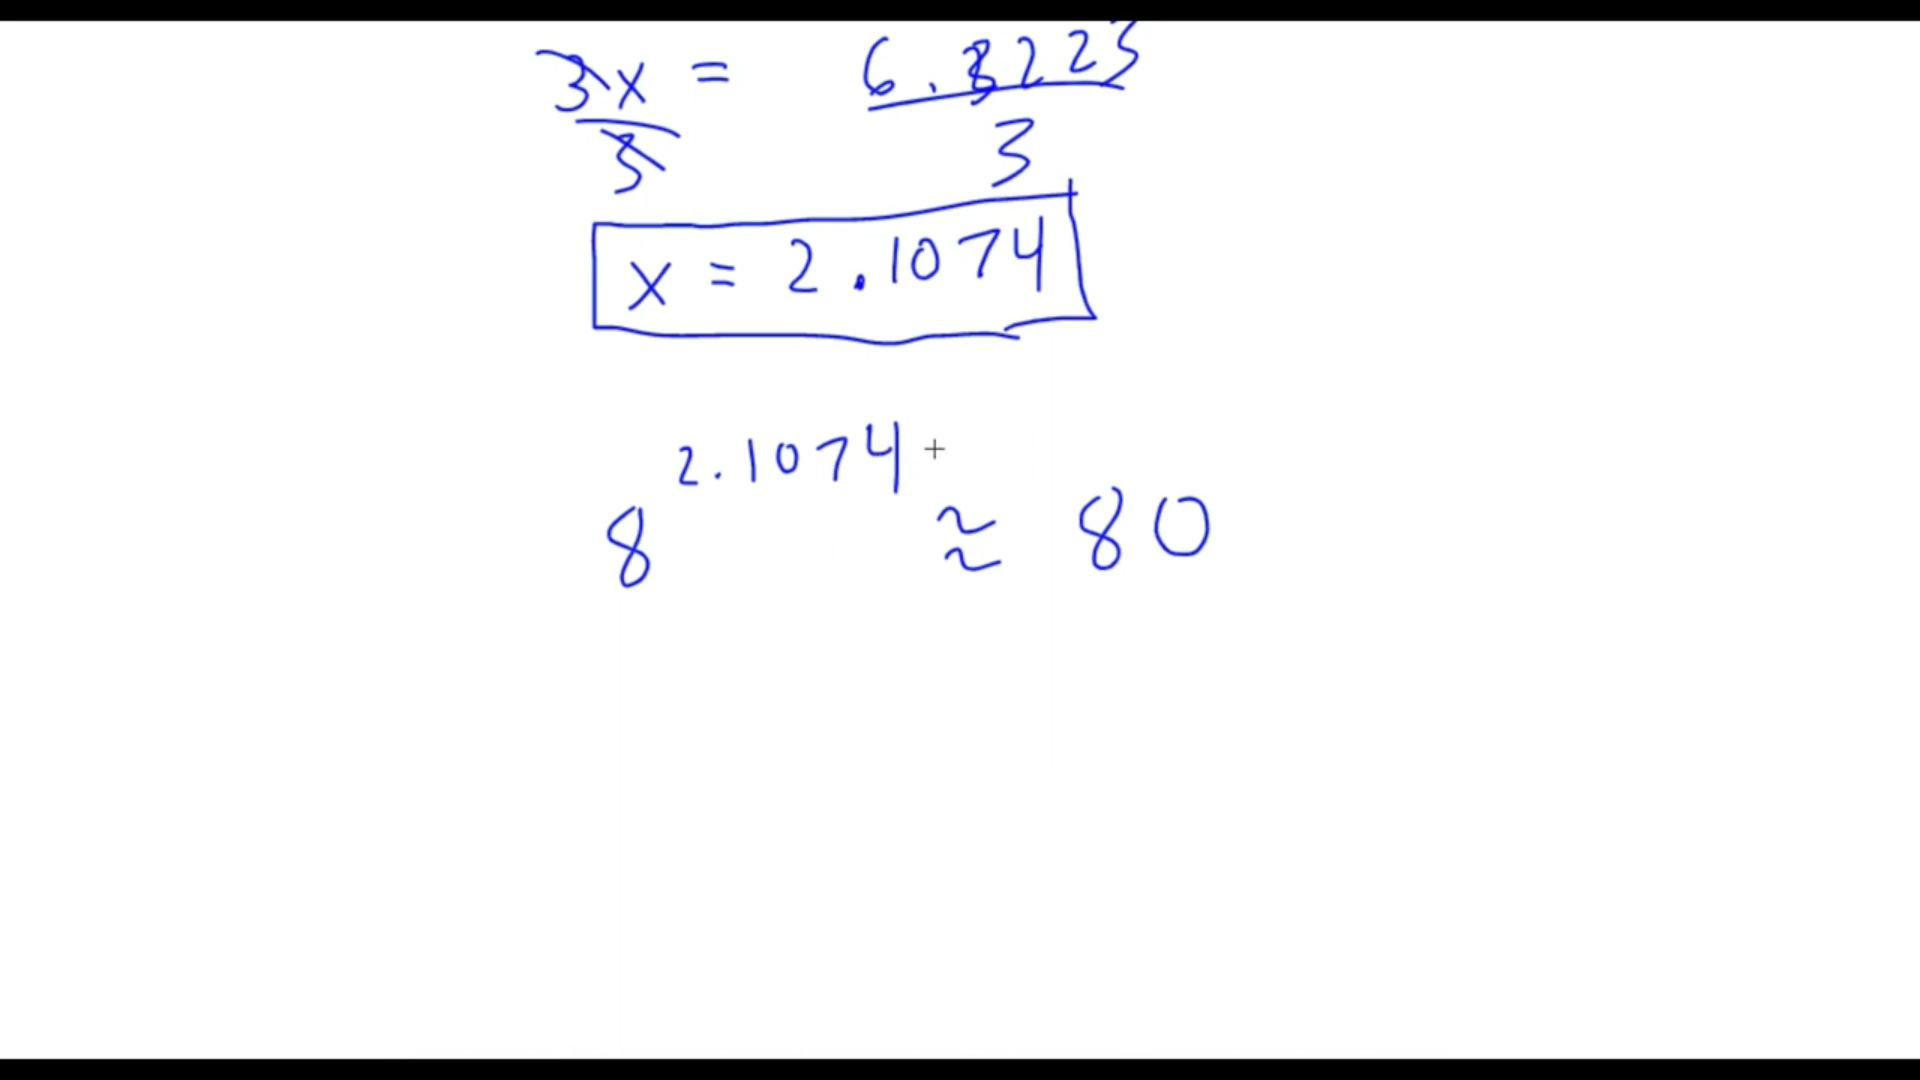 3x = 6.3223
3 3
x = 2.1074
2.1074
8 ≈ 80